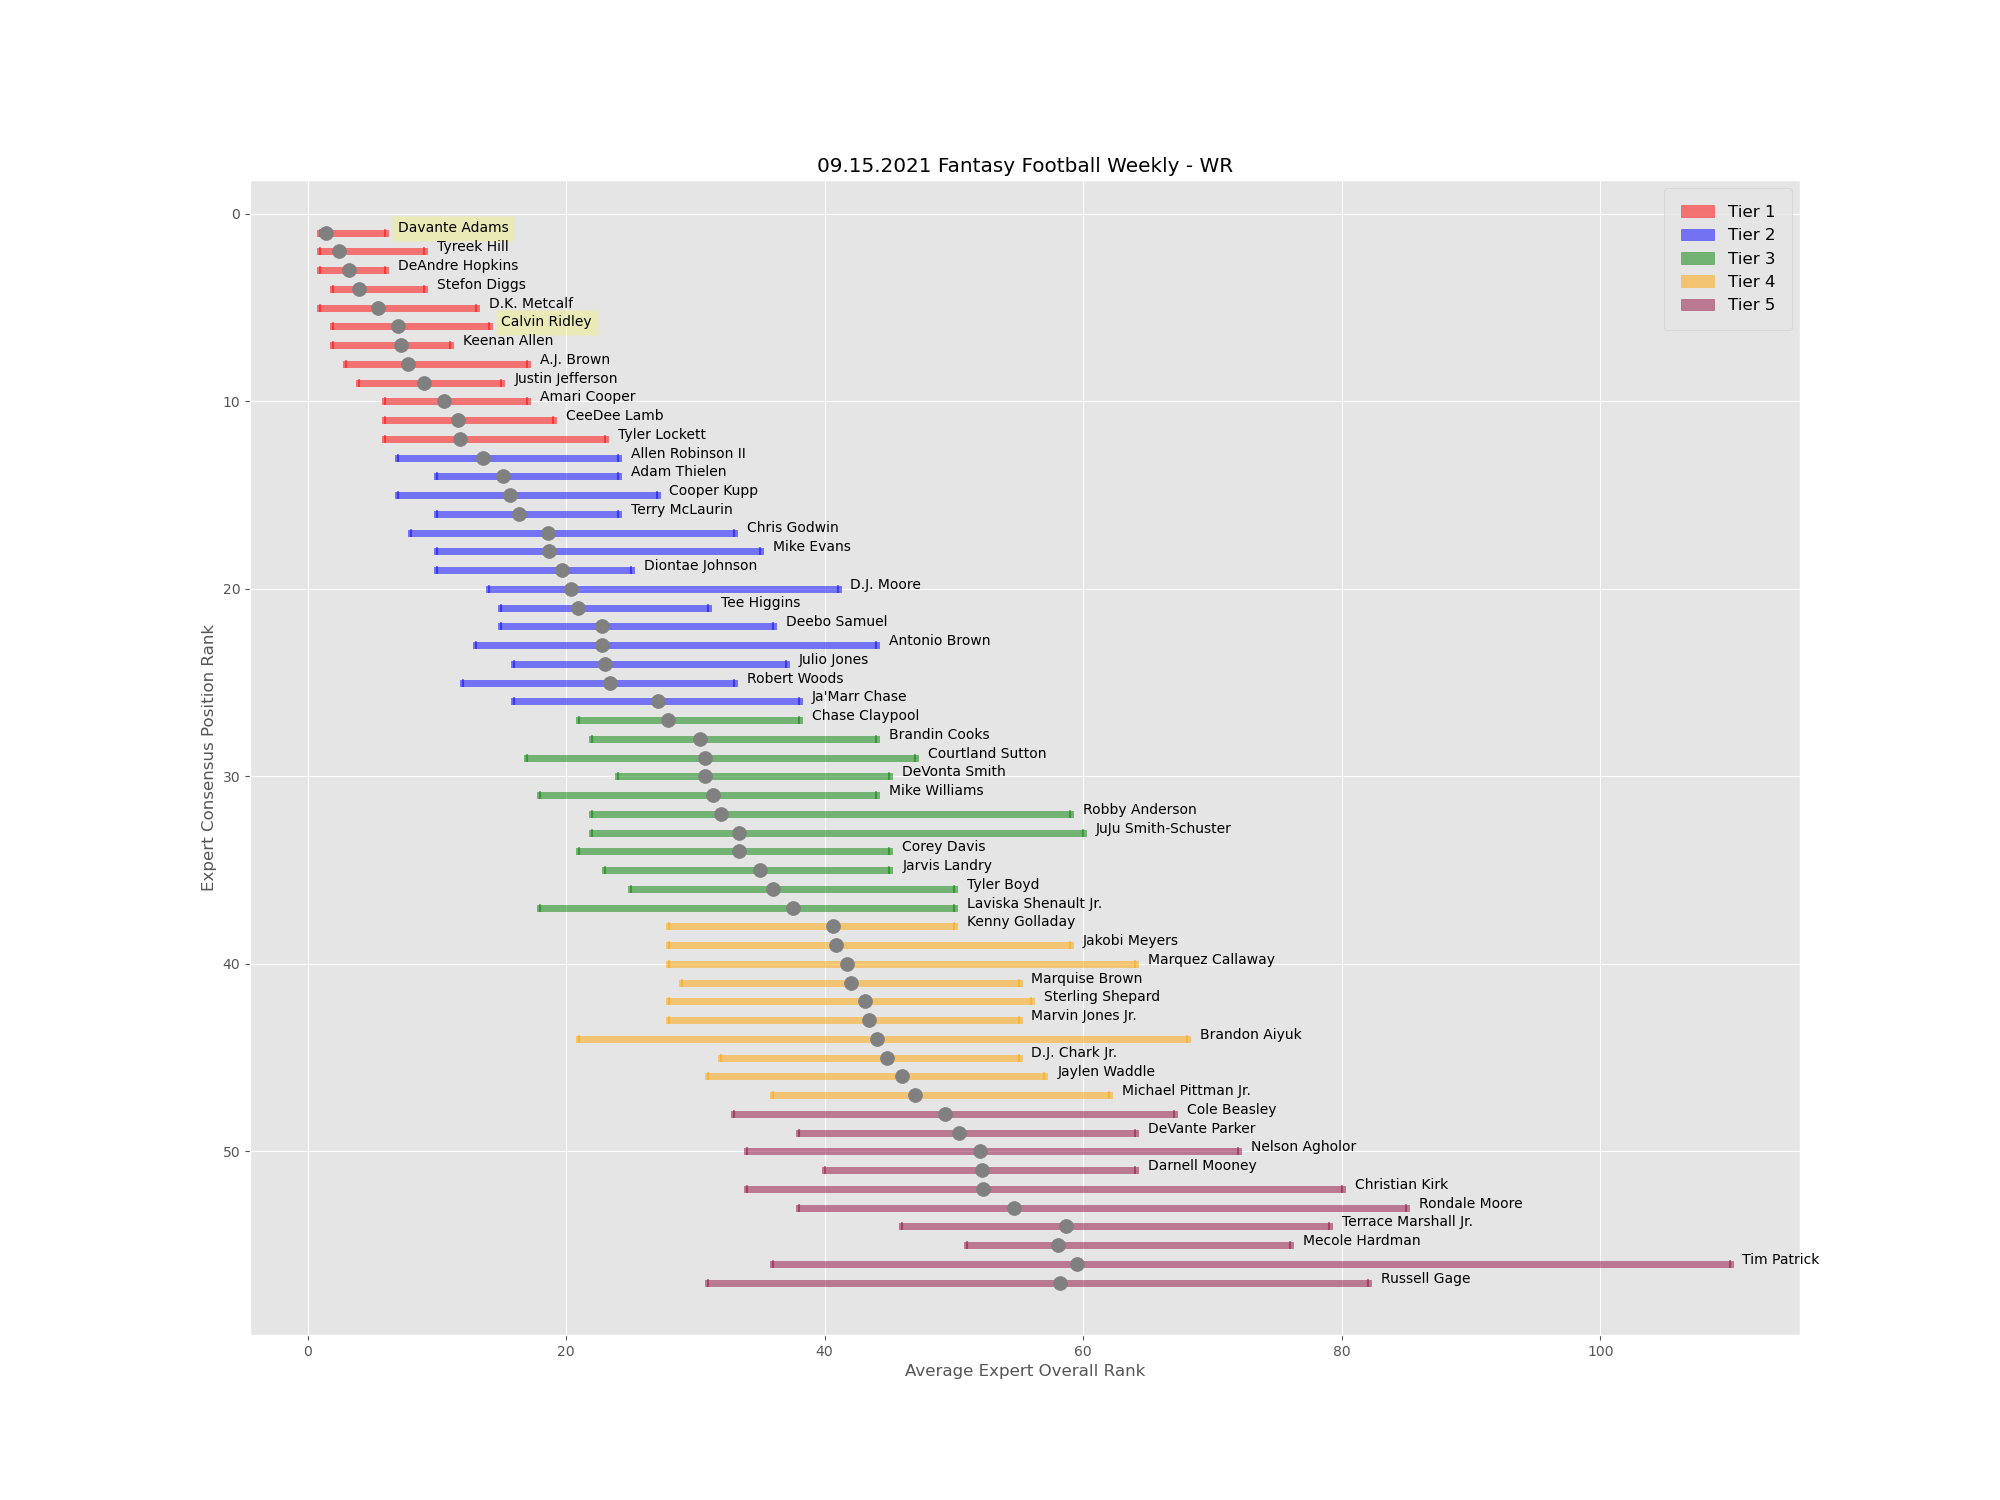 09.15.2021 Fantasy Football Weekly - WR
Tier 1
Tier 2
Tier 3
Tier 4
Tier 5
Expert Consensus Position Rank
0
10
20
30
40
50
Davante Adams
Tyreek Hill
DeAndre Hopkins
Stefon Diggs
D.K. Metcalf
Calvin Ridley
Keenan Allen
A.J. Brown
Justin Jefferson
Amari Cooper
CeeDee Lamb
Tyler Lockett
Allen Robinson II
Adam Thielen
Cooper Kupp
Terry McLaurin
Chris Godwin
Mike Evans
Diontae Johnson
D.J. Moore
Tee Higgins
Deebo Samuel
Antonio Brown
Julio Jones
Robert Woods
Ja'Marr Chase
Chase Claypool
Brandin Cooks
Courtland Sutton
DeVonta Smith
Mike Williams
Robby Anderson
JuJu Smith-Schuster
Corey Davis
Jarvis Landry
Tyler Boyd
Laviska Shenault Jr.
Kenny Golladay
Jakobi Meyers
Marquez Callaway
Marquise Brown
Sterling Shepard
Marvin Jones Jr.
Brandon Aiyuk
D.J. Chark Jr.
Jaylen Waddle
Michael Pittman Jr.
Cole Beasley
DeVante Parker
Nelson Agholor
Darnell Mooney
Christian Kirk
Rondale Moore
Terrace Marshall Jr.
Mecole Hardman
Tim Patrick
Russell Gage
0 20 40 60 80 100
Average Expert Overall Rank